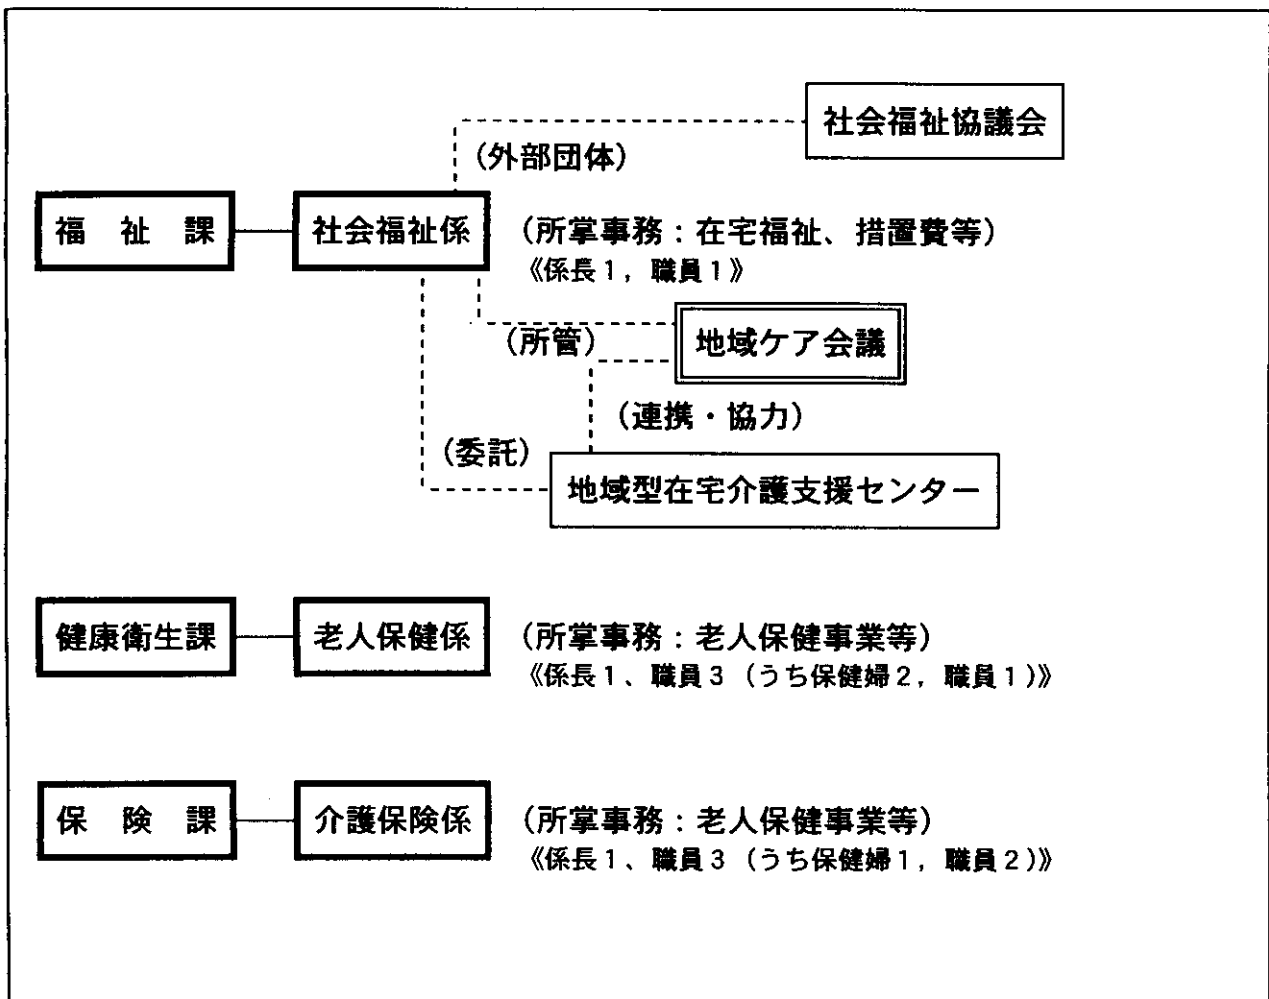 社会福祉協議会
(外部団体)
福 祉 課
社会福祉係
(所掌事務:在宅福祉、措置費等)
《係長1，職員1》
(所管)
地域ケア会議
(連携・協力)
(委託)
地域型在宅介護支援センター
健康衛生課
老人保健係
(所掌事務:老人保健事業等)
《係長1、職員3（うち保健婦2，職員1)》
保 険 課
介護保険係
(所掌事務:老人保健事業等)
《係長1、職員3（うち保健婦1，職員2)》